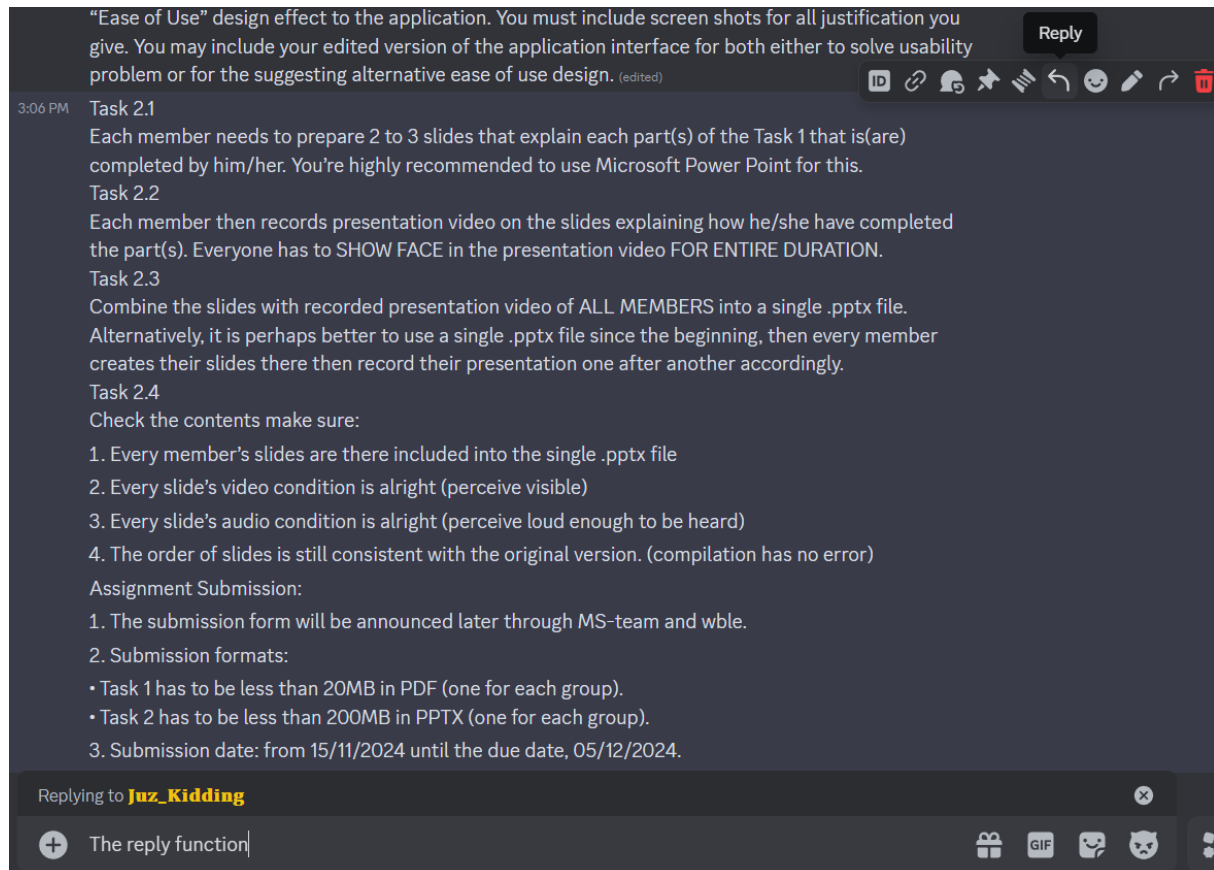 “Ease of Use” design effect to the application. You must include screen shots for all justification you
give. You may include your edited version of the application interface for both either to solve usability
problem or for the suggesting alternative ease of use design. (edited)
Reply
ID
3:06 PM Task 2.1
Each member needs to prepare 2 to 3 slides that explain each part(s) of the Task 1 that is(are)
completed by him/her. You’re highly recommended to use Microsoft Power Point for this.
Task 2.2
Each member then records presentation video on the slides explaining how he/she have completed
the part(s). Everyone has to SHOW FACE in the presentation video FOR ENTIRE DURATION.
Task 2.3
Combine the slides with recorded presentation video of ALL MEMBERS into a single .pptx file.
Alternatively, it is perhaps better to use a single .pptx file since the beginning, then every member
creates their slides there then record their presentation one after another accordingly.
Task 2.4
Check the contents make sure:
1. Every member’s slides are there included into the single .pptx file
2. Every slide’s video condition is alright (perceive visible)
3. Every slide’s audio condition is alright (perceive loud enough to be heard)
4. The order of slides is still consistent with the original version. (compilation has no error)
Assignment Submission:
1. The submission form will be announced later through MS-team and wble.
2. Submission formats:
• Task 1 has to be less than 20MB in PDF (one for each group).
• Task 2 has to be less than 200MB in PPTX (one for each group).
3. Submission date: from 15/11/2024 until the due date, 05/12/2024.
Replying to Juz_Kidding
The reply function
GIF